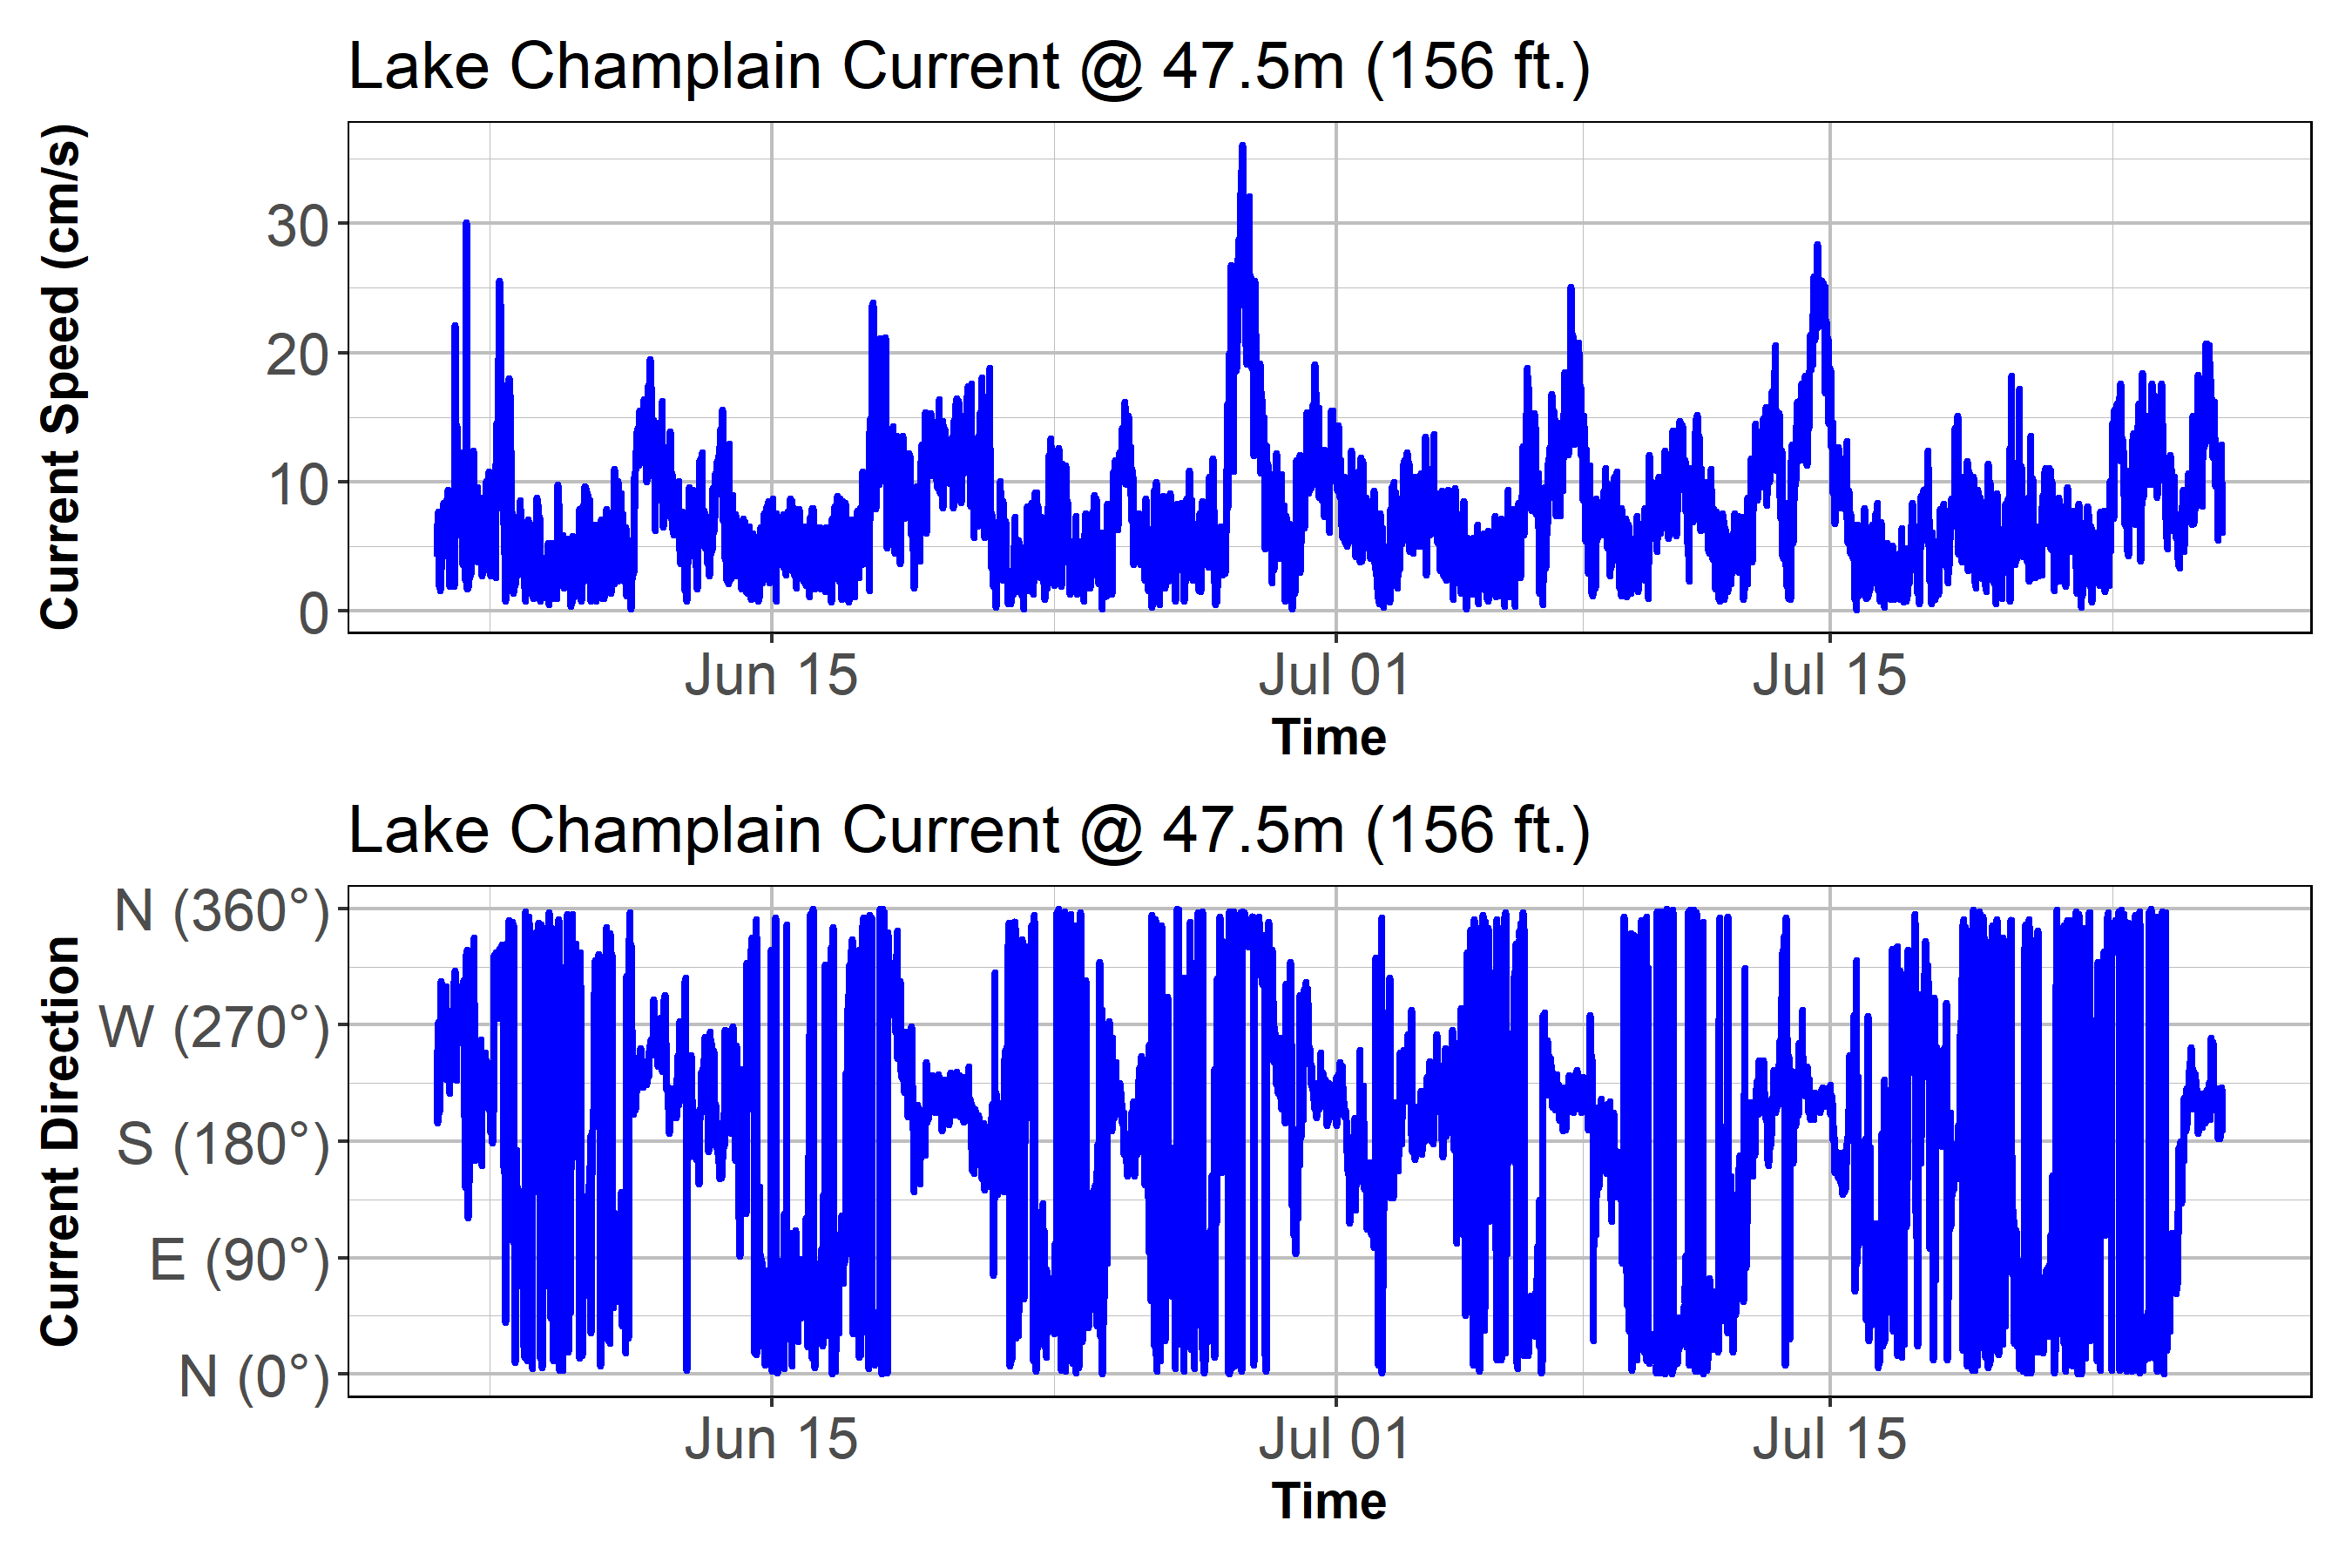 Lake Champlain Current @ 47.5m (156 ft.)
Current Speed (cm/s)
30
20
10
0
Jun 15 Jul 01 Jul 15
Time
Lake Champlain Current @ 47.5m (156 ft.)
Current Direction
N (360°)
W (270°)
S (180°)
E (90°)
N (0°)
Jun 15 Jul 01 Jul 15
Time